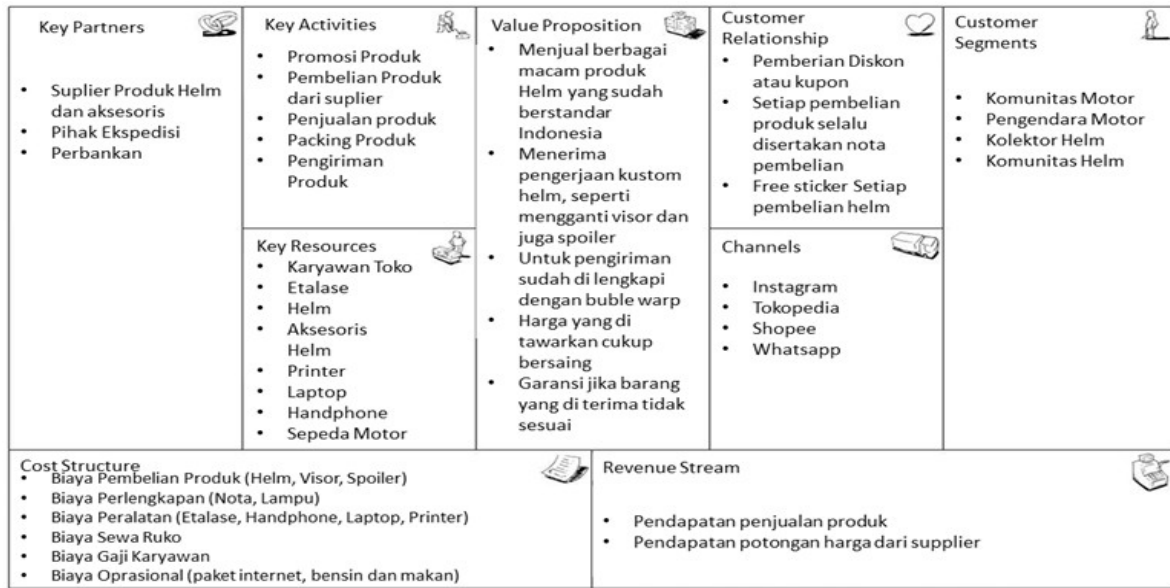 Key Partners
Suplier Produk Helm
dan aksesoris
Pihak Ekspedisi
Perbankan
Key Activities
Promosi Produk
Pembelian Produk
dari suplier
Penjualan produk
Packing Produk
Pengiriman
Produk
Key Resources
Karyawan Toko
Etalase
Helm
Aksesoris
Helm
Printer
Laptop
Handphone
Sepeda Motor
Value Proposition
Menjual berbagai
macam produk
Helm yang sudah
berstandar
Indonesia
Menerima
pengerjaan kustom
helm, seperti
mengganti visor dan
juga spoiler
Untuk pengiriman
sudah di lengkapi
dengan buble warp
Harga yang di
tawarkan cukup
bersaing
Garansi jika barang
yang di terima tidak
sesuai
Customer
Relationship
Pemberian Diskon
atau kupon
Setiap pembelian
produk selalu
disertakan nota
pembelian
Free sticker Setiap
pembelian helm
Channels
Instagram
Tokopedia
Shopee
Whatsapp
Customer
Segments
Komunitas Motor
Pengendara Motor
Kolektor Helm
Komunitas Helm
Cost Structure
Biaya Pembelian Produk (Helm, Visor, Spoiler)
Biaya Perlengkapan (Nota, Lampu)
Biaya Peralatan (Etalase, Handphone, Laptop, Printer)
Biaya Sewa Ruko
Biaya Gaji Karyawan
Biaya Oprasional (paket internet, bensin dan makan)
Revenue Stream
Pendapatan penjualan produk
Pendapatan potongan harga dari supplier